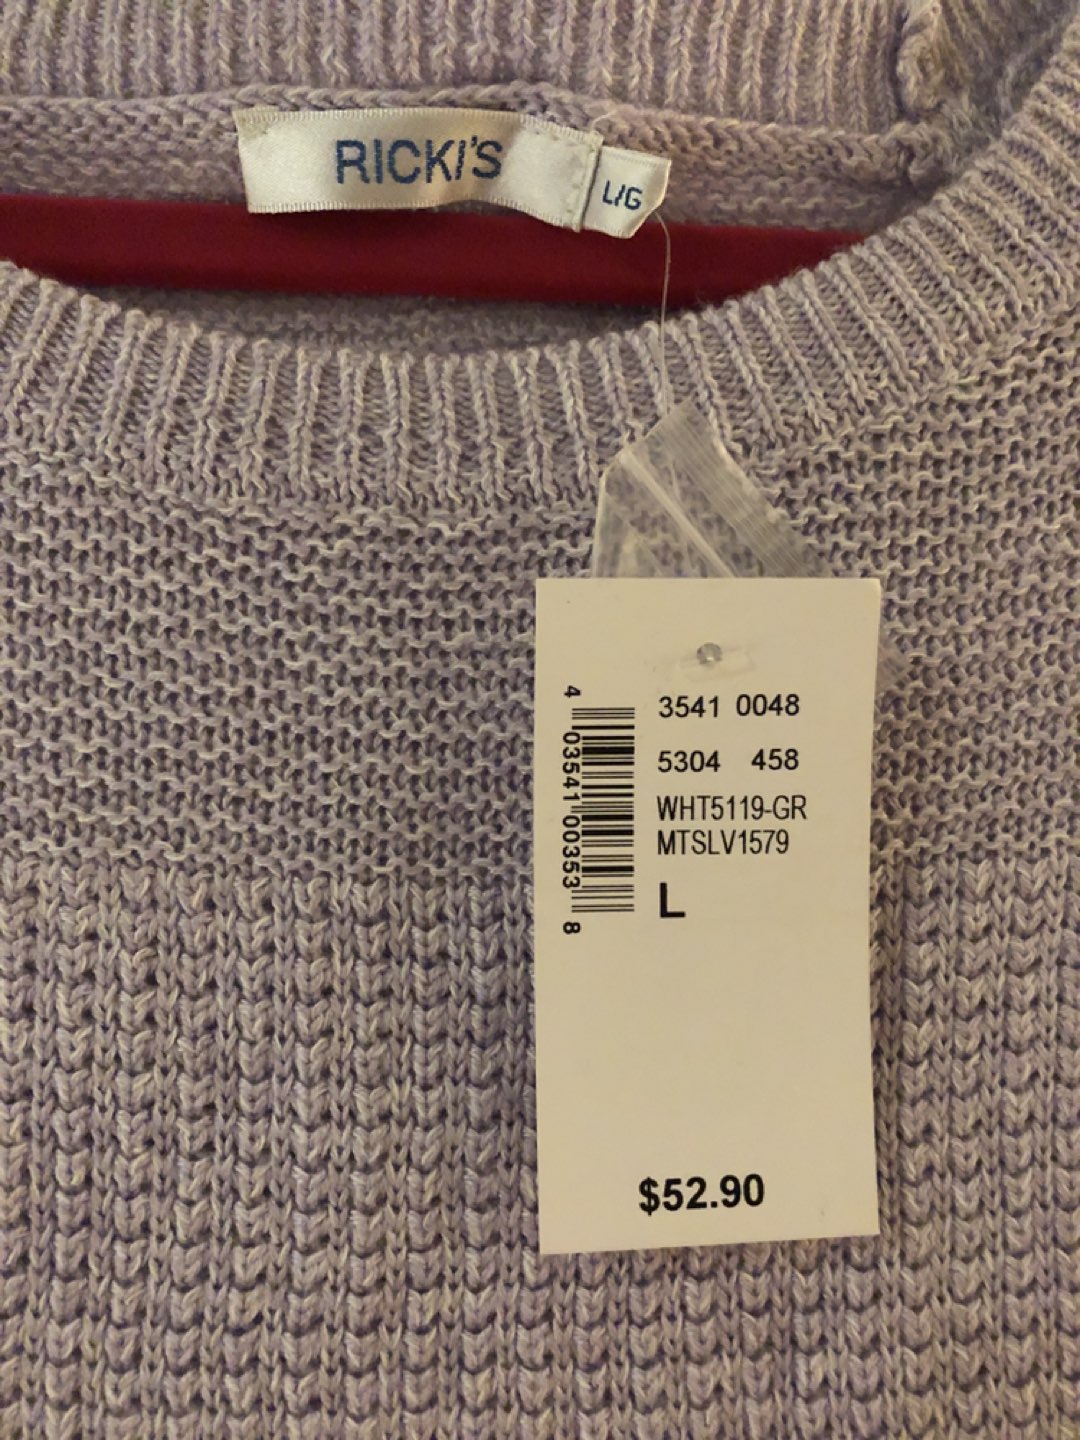 RICKI'S
L/G
3541 0048
5304 458
WHT5119-GR
MTSLV1579
L
4 03541 00353 8
$52.90